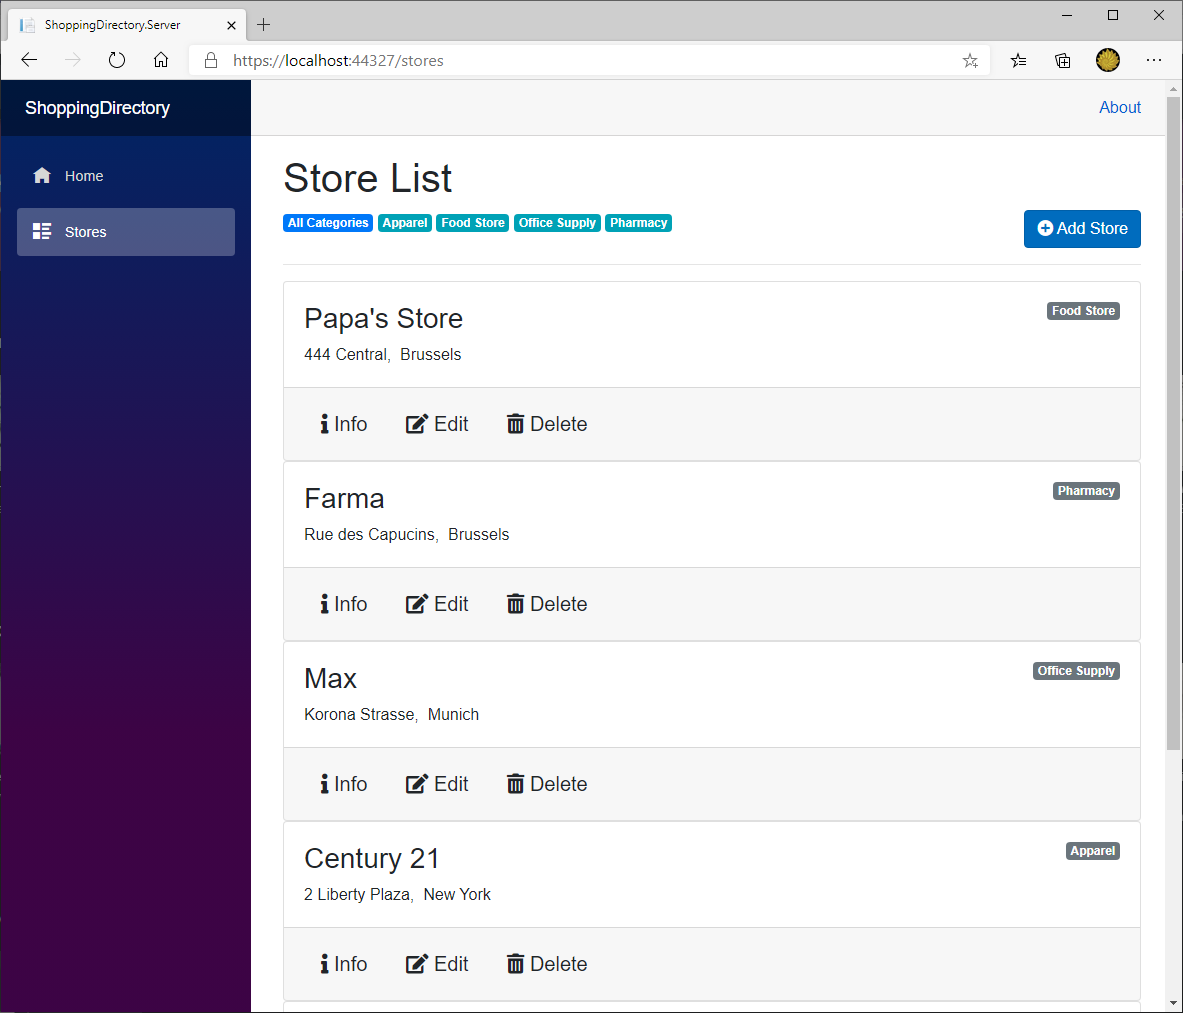 ShoppingDirectory.Server
https://localhost:44327/stores
ShoppingDirectory
About
Home
Stores
Store List
All Categories Apparel Food Store Office Supply Pharmacy
Add Store
Papa's Store
Food Store
444 Central, Brussels
Info Edit Delete
Farma
Pharmacy
Rue des Capucins, Brussels
Info Edit Delete
Max
Office Supply
Korona Strasse, Munich
Info Edit Delete
Century 21
Apparel
2 Liberty Plaza, New York
Info Edit Delete